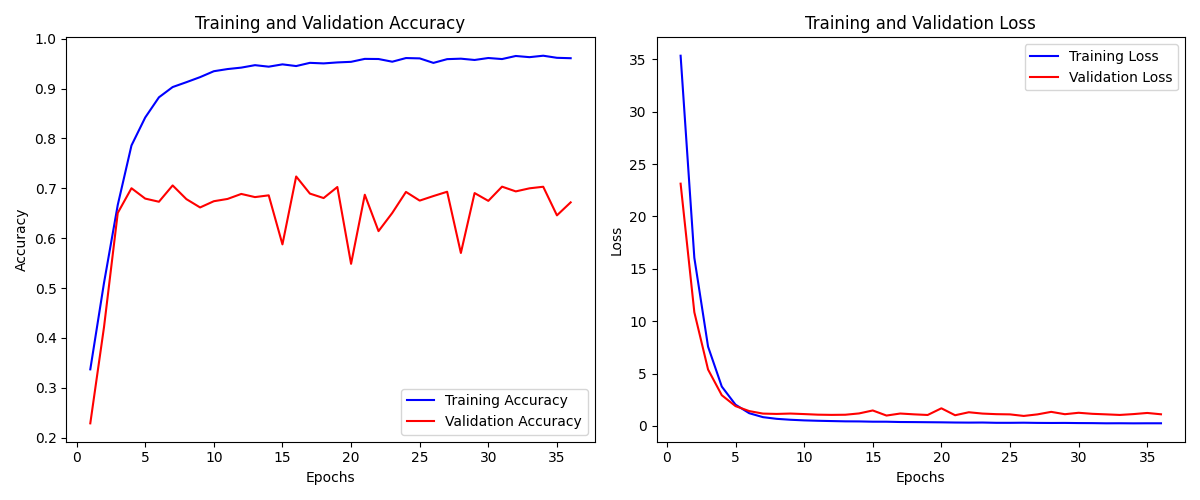 Training and Validation Accuracy
1.0
0.9
0.8
0.7
0.6
0.5
0.4
0.3
0.2
Accuracy
0 5 10 15 20 25 30 35
Epochs
Training Accuracy
Validation Accuracy
Training and Validation Loss
35
30
25
20
15
10
5
0
Loss
0 5 10 15 20 25 30 35
Epochs
Training Loss
Validation Loss